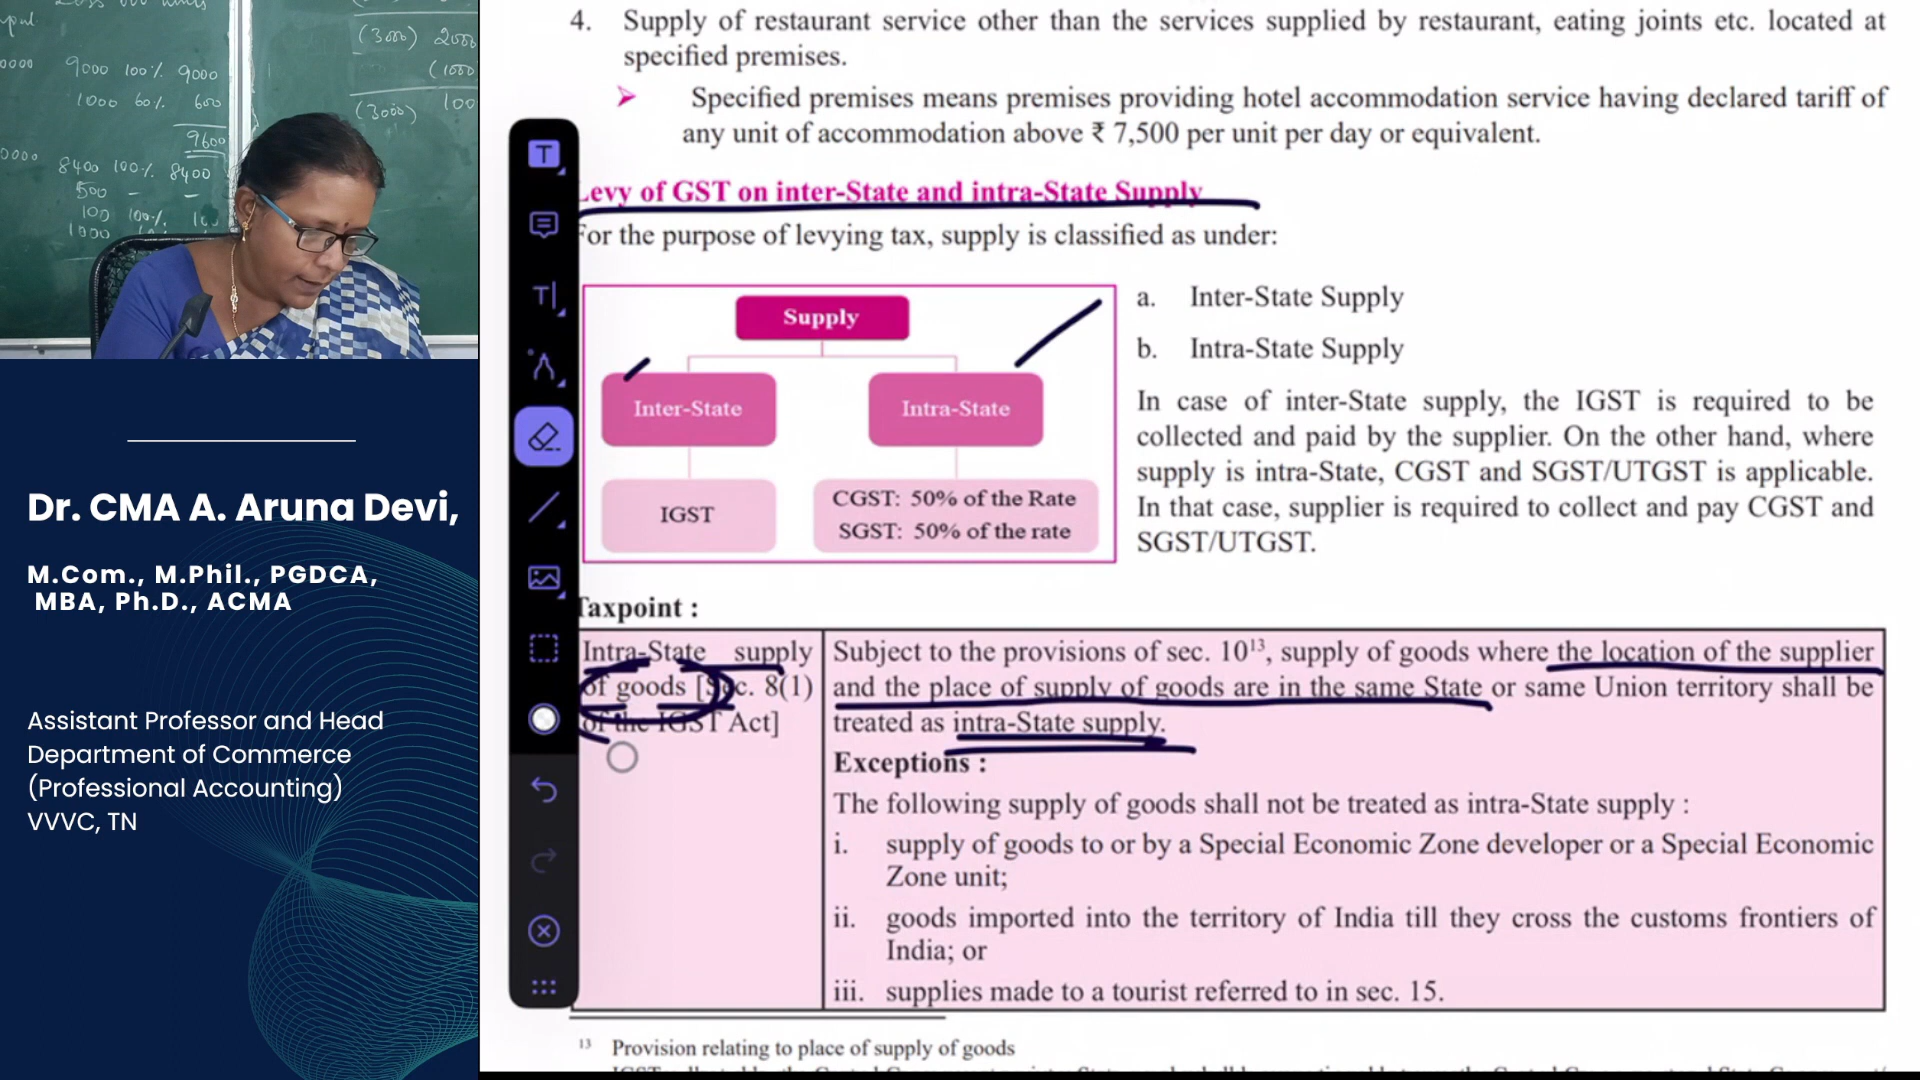 (3000) 2000
(1000
(3000) 100
9000 100% 9000
1000 60% 600
9600
8400 100% 8400
500 - -
100 100%
1000
Dr. CMA A. Aruna Devi,
M.Com., M.Phil., PGDCA,
MBA, Ph.D., ACMA
Assistant Professor and Head
Department of Commerce
(Professional Accounting)
VVVC, TN
4. Supply of restaurant service other than the services supplied by restaurant, eating joints etc. located at
specified premises.
➤ Specified premises means premises providing hotel accommodation service having declared tariff of
any unit of accommodation above ₹ 7,500 per unit per day or equivalent.
Levy of GST on inter-State and intra-State Supply
For the purpose of levying tax, supply is classified as under:
Supply
Inter-State
Intra-State
IGST
CGST: 50% of the Rate
SGST: 50% of the rate
a. Inter-State Supply
b. Intra-State Supply
In case of inter-State supply, the IGST is required to be
collected and paid by the supplier. On the other hand, where
supply is intra-State, CGST and SGST/UTGST is applicable.
In that case, supplier is required to collect and pay CGST and
SGST/UTGST.
Taxpoint :
Intra-State supply
of goods [Sec. 8(1)
of the IGST Act]
Subject to the provisions of sec. 10¹³, supply of goods where the location of the supplier
and the place of supply of goods are in the same State or same Union territory shall be
treated as intra-State supply.
Exceptions :
The following supply of goods shall not be treated as intra-State supply :
i. supply of goods to or by a Special Economic Zone developer or a Special Economic
Zone unit;
ii. goods imported into the territory of India till they cross the customs frontiers of
India; or
iii. supplies made to a tourist referred to in sec. 15.
¹³ Provision relating to place of supply of goods